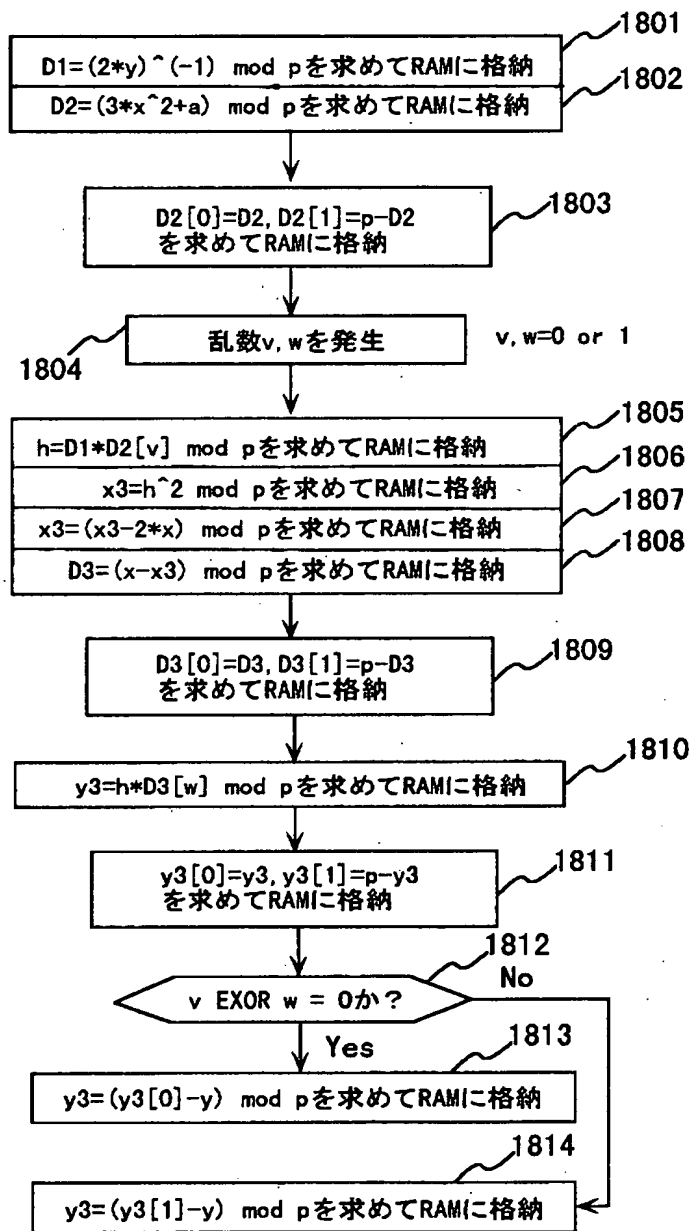 1801
D1=(2*y)^(-1) mod pを求めてRAMに格納
1802
D2=(3*x^2+a) mod pを求めてRAMに格納
1803
D2[0]=D2, D2[1]=p-D2
を求めてRAMに格納
1804
乱数v,wを発生
v,w=0 or 1
1805
h=D1*D2[v] mod pを求めてRAMに格納
1806
x3=h^2 mod pを求めてRAMに格納
1807
x3=(x3-2*x) mod pを求めてRAMに格納
1808
D3=(x-x3) mod pを求めてRAMに格納
1809
D3[0]=D3, D3[1]=p-D3
を求めてRAMに格納
1810
y3=h*D3[w] mod pを求めてRAMに格納
1811
y3[0]=y3, y3[1]=p-y3
を求めてRAMに格納
1812
v EXOR w = 0か?
No
Yes
1813
y3=(y3[0]-y) mod pを求めてRAMに格納
1814
y3=(y3[1]-y) mod pを求めてRAMに格納